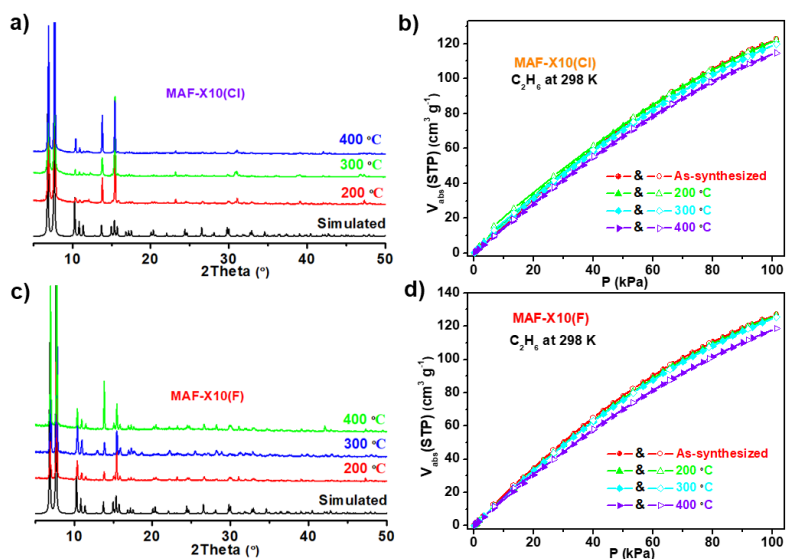 a)
MAF-X10(Cl)
400 °C
300 °C
200 °C
Simulated
10 20 30 40 50
2Theta (°)
b)
140
120
100
80
60
40
20
0
V_abs(STP) (cm³ g⁻¹)
MAF-X10(Cl)
C₂H₆ at 298 K
& As-synthesized
& 200 °C
& 300 °C
& 400 °C
0 20 40 60 80 100
P (kPa)
c)
MAF-X10(F)
400 °C
300 °C
200 °C
Simulated
10 20 30 40 50
2Theta (°)
d)
140
120
100
80
60
40
20
0
V_abs(STP) (cm³ g⁻¹)
MAF-X10(F)
C₂H₆ at 298 K
& As-synthesized
& 200 °C
& 300 °C
& 400 °C
0 20 40 60 80 100
P (kPa)